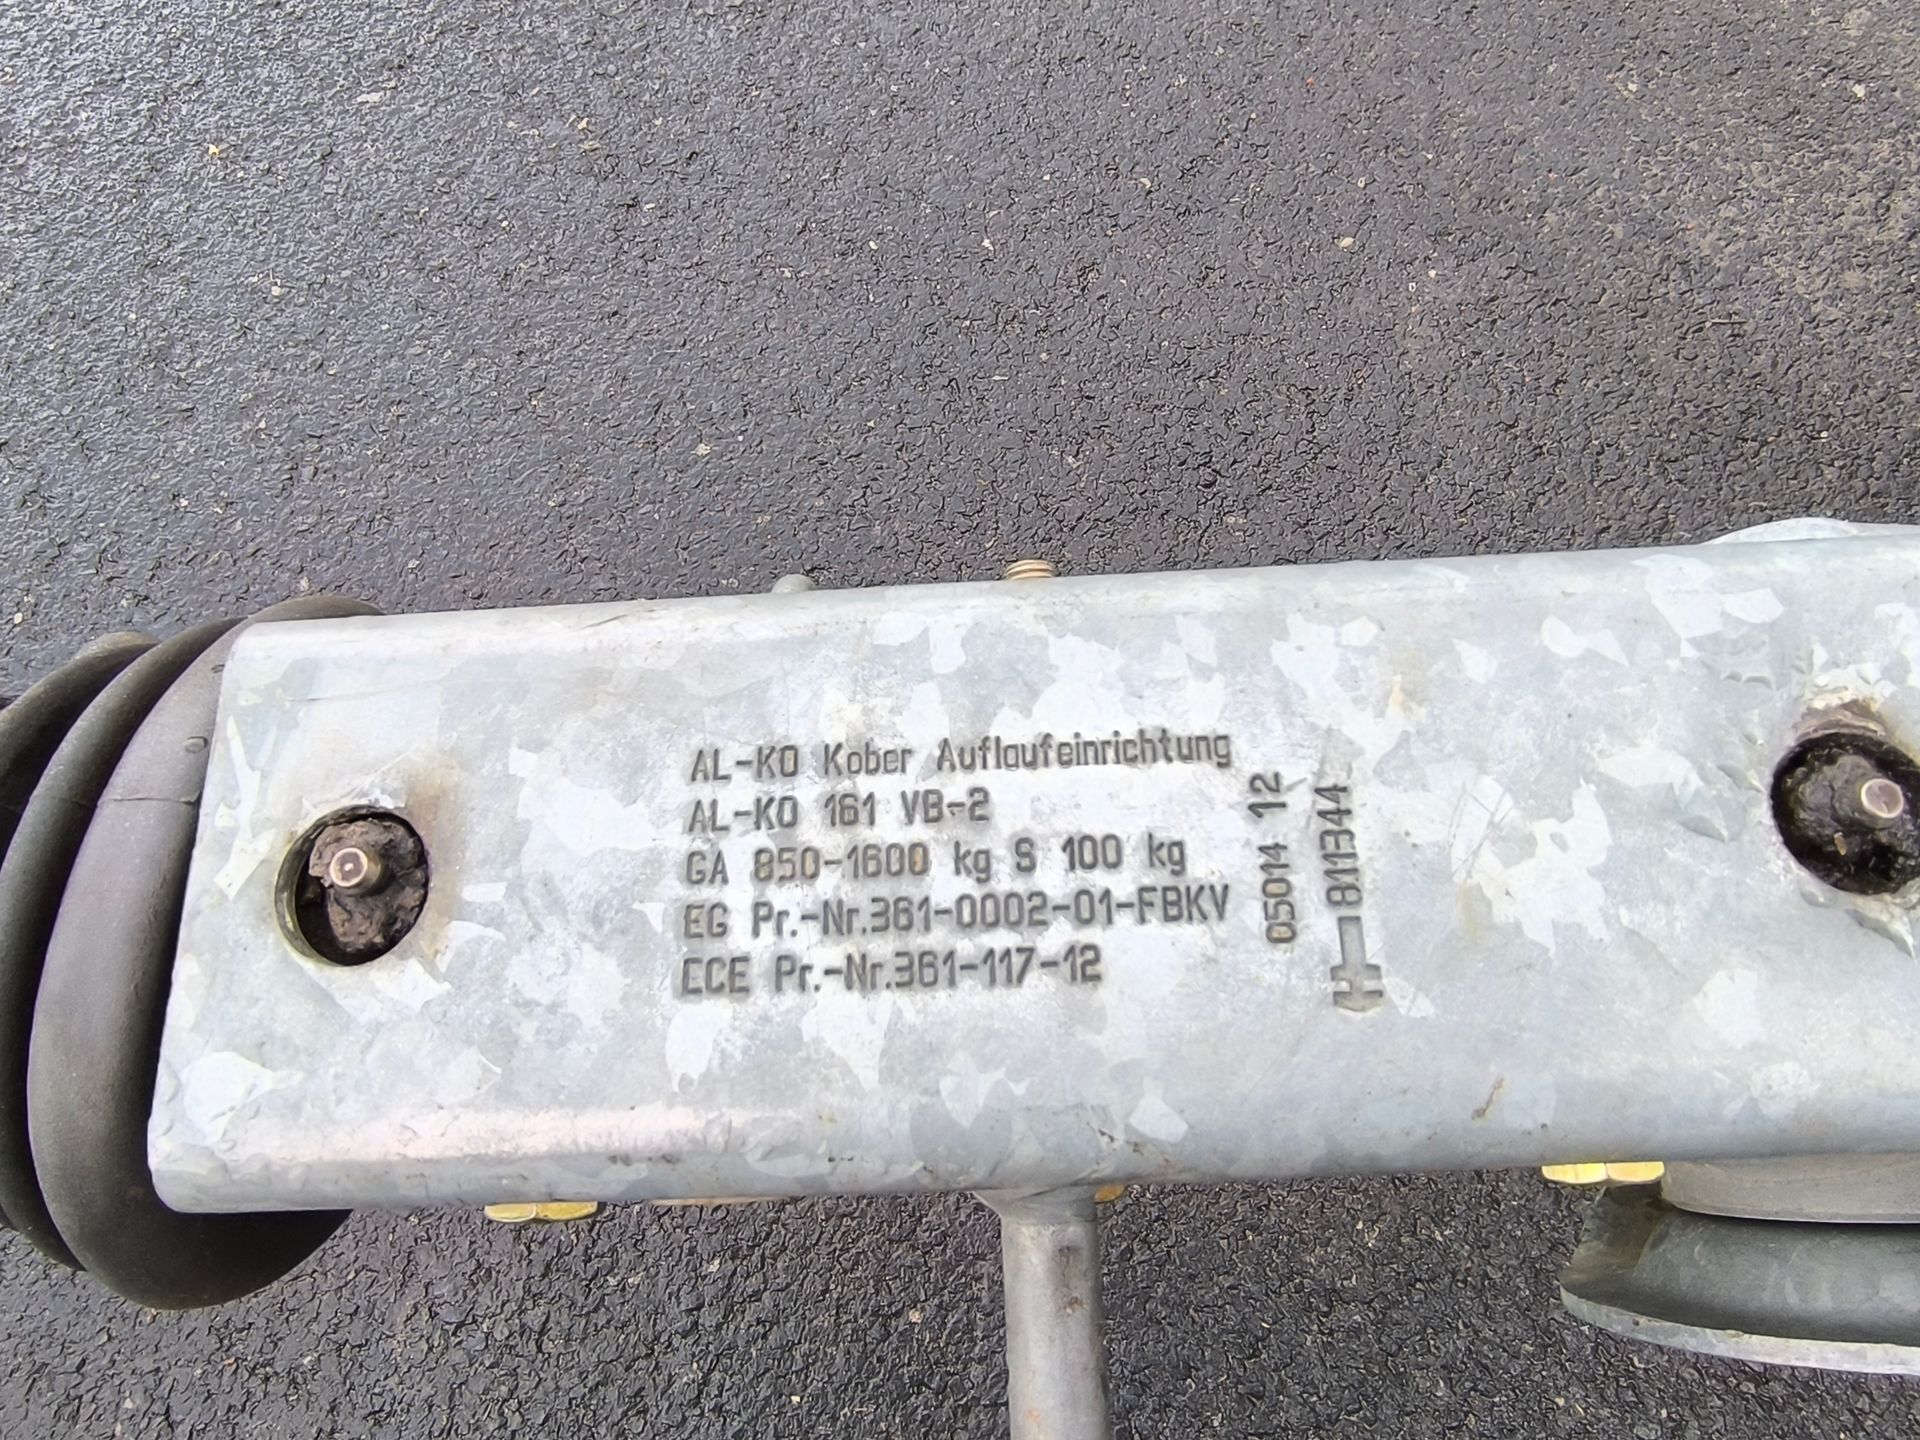 AL-KO Kober Auflaufeinrichtung
AL-KO 161 VB-2
GA 850-1600 kg S 100 kg
EG Pr.-Nr.361-0002-01-FBKV
ECE Pr.-Nr.361-117-12
05014 12
811344